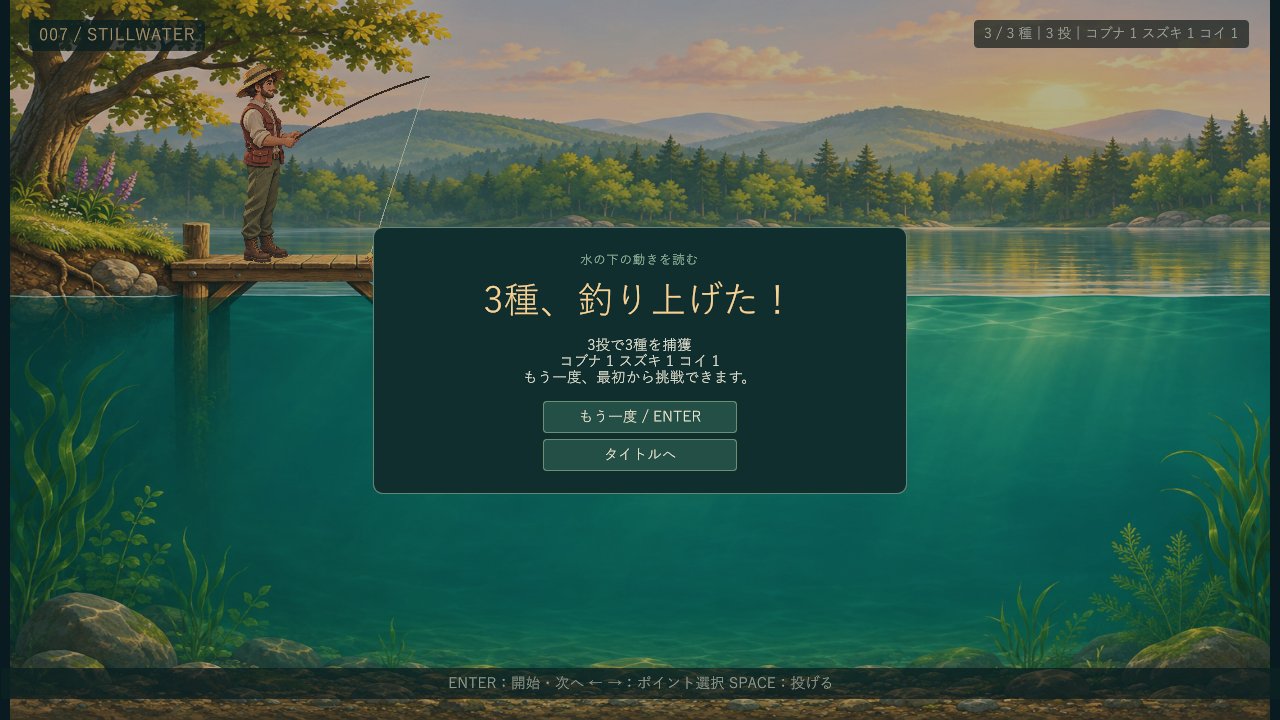 007 / STILLWATER
3 / 3 種 | 3 投 | コブナ 1 スズキ 1 コイ 1
水の下の動きを読む
3種、釣り上げた！
3投で3種を捕獲
コブナ 1 スズキ 1 コイ 1
もう一度、最初から挑戦できます。
もう一度 / ENTER
タイトルへ
ENTER：開始・次へ ← →：ポイント選択 SPACE：投げる